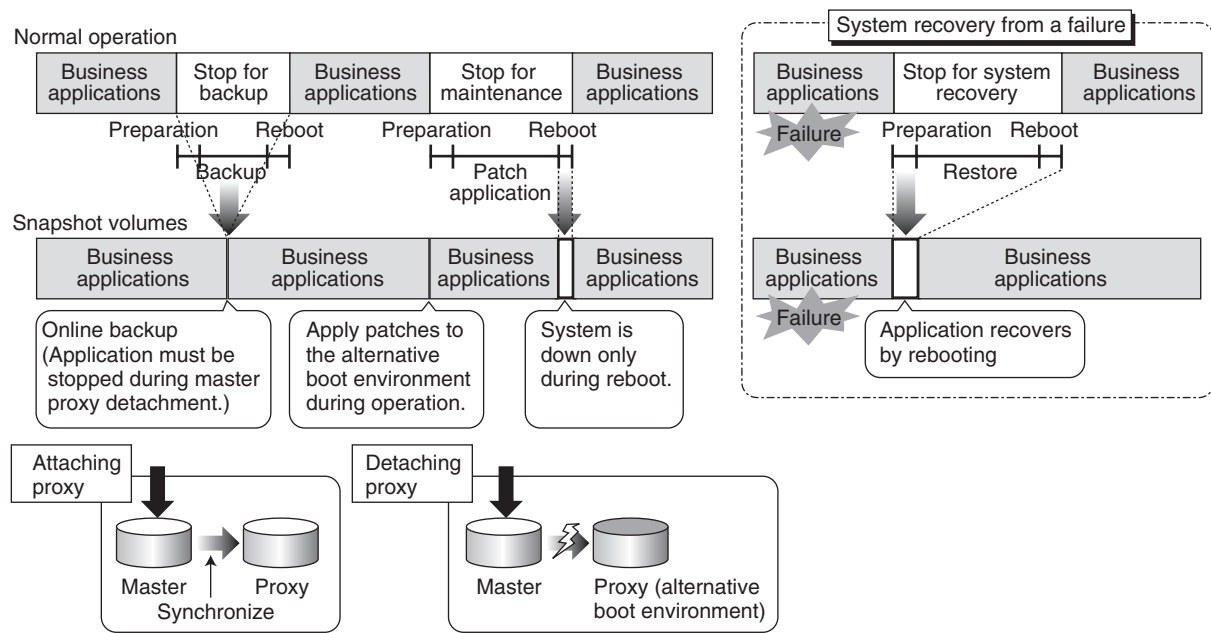 Normal operation
Business
applications
Stop for
backup
Business
applications
Stop for
maintenance
Business
applications
Preparation
Reboot
Backup
Preparation
Reboot
Patch
application
Snapshot volumes
Business
applications
Business
applications
Business
applications
Business
applications
Online backup
(Application must be
stopped during master
proxy detachment.)
Apply patches to
the alternative
boot environment
during operation.
System is
down only
during reboot.
System recovery from a failure
Business
applications
Stop for system
recovery
Business
applications
Failure
Preparation
Reboot
Restore
Business
applications
Business
applications
Failure
Application recovers
by rebooting
Attaching
proxy
Master
Proxy
Synchronize
Detaching
proxy
Master
Proxy (alternative
boot environment)